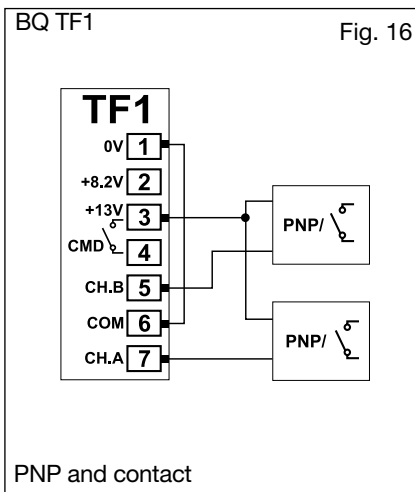 BQ TF1
Fig. 16
TF1
0V 1
+8.2V 2
+13V 3
CMD 4
CH.B 5
COM 6
CH.A 7
PNP/
PNP/
PNP and contact